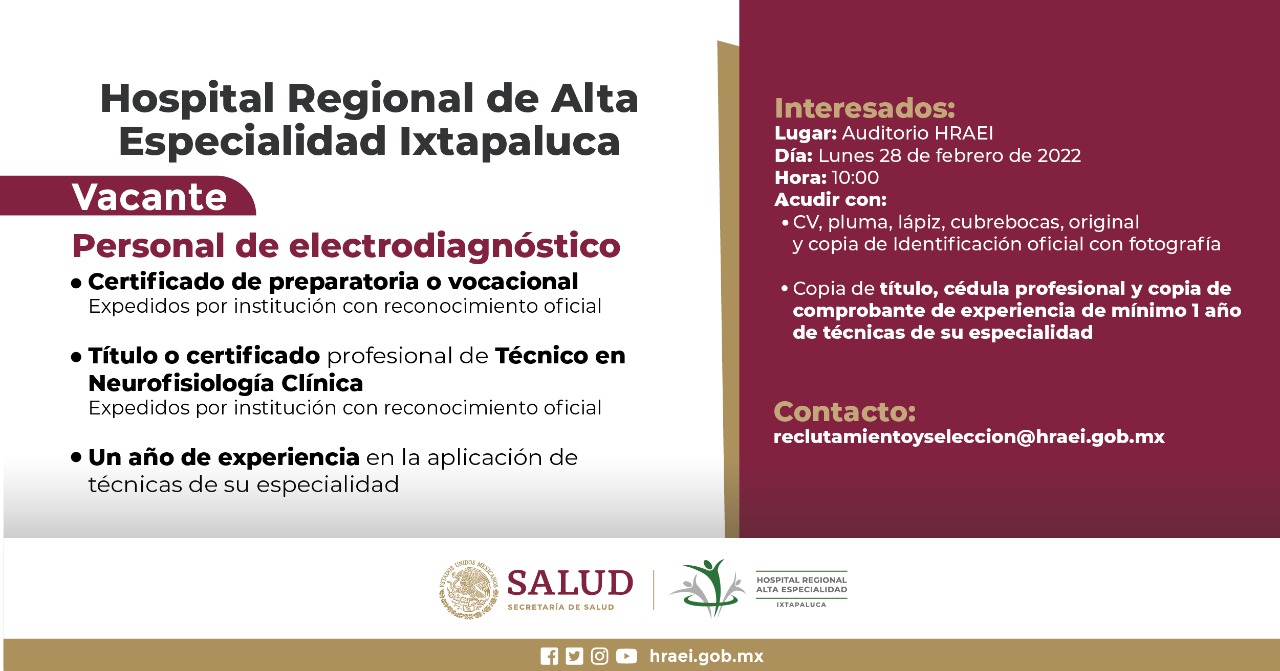 Hospital Regional de Alta
Especialidad Ixtapaluca
Vacante
Personal de electrodiagnóstico
• Certificado de preparatoria o vocacional
Expedidos por institución con reconocimiento oficial
• Título o certificado profesional de Técnico en
Neurofisiología Clínica
Expedidos por institución con reconocimiento oficial
• Un año de experiencia en la aplicación de
técnicas de su especialidad
Interesados:
Lugar: Auditorio HRAEI
Día: Lunes 28 de febrero de 2022
Hora: 10:00
Acudir con:
• CV, pluma, lápiz, cubrebocas, original
y copia de Identificación oficial con fotografía
• Copia de título, cédula profesional y copia de
comprobante de experiencia de mínimo 1 año
de técnicas de su especialidad
Contacto:
reclutamientoyseleccion@hraei.gob.mx
ESTADOS UNIDOS MEXICANOS
SALUD
SECRETARÍA DE SALUD
HOSPITAL REGIONAL
ALTA ESPECIALIDAD
IXTAPALUCA
hraei.gob.mx